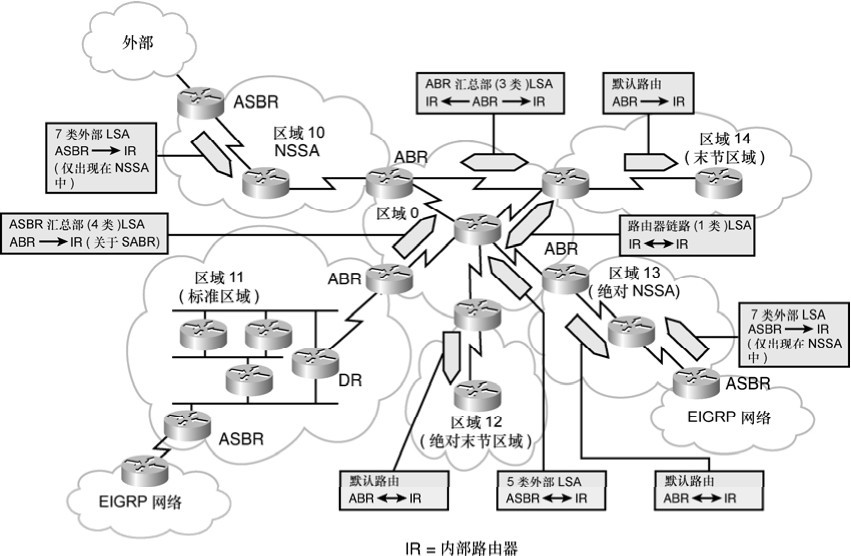 外部
ASBR
ABR 汇总部 (3 类)LSA
IR ABR IR
默认路由
ABR IR
7 类外部 LSA
ASBR IR
(仅出现在 NSSA
中)
区域 10
NSSA
ABR
区域 14
(末节区域)
区域 0
ASBR 汇总部 (4 类)LSA
ABR IR (关于 SABR)
路由器链路 (1 类)LSA
IR IR
ABR
ABR
区域 11
(标准区域)
区域 13
(绝对 NSSA)
7 类外部 LSA
ASBR IR
(仅出现在 NSSA
中)
DR
ASBR
区域 12
(绝对末节区域)
ASBR
EIGRP 网络
EIGRP 网络
默认路由
ABR IR
5 类外部 LSA
ASBR IR
默认路由
ABR IR
IR = 内部路由器